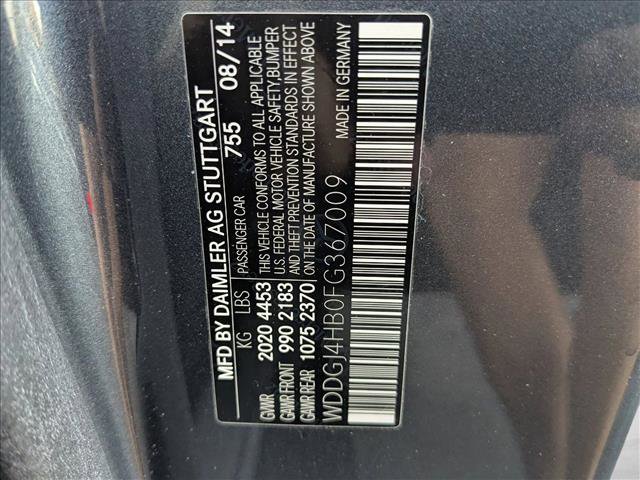 MFD BY DAIMLER AG STUTTGART
755 08/14
KG LBS PASSENGER CAR
GVWR 2020 4453 THIS VEHICLE CONFORMS TO ALL APPLICABLE
GAWR FRONT 990 2183 U.S. FEDERAL MOTOR VEHICLE SAFETY, BUMPER
GAWR REAR 1075 2370 AND THEFT PREVENTION STANDARDS IN EFFECT
ON THE DATE OF MANUFACTURE SHOWN ABOVE
WDDGJ4HB0FG367009 MADE IN GERMANY